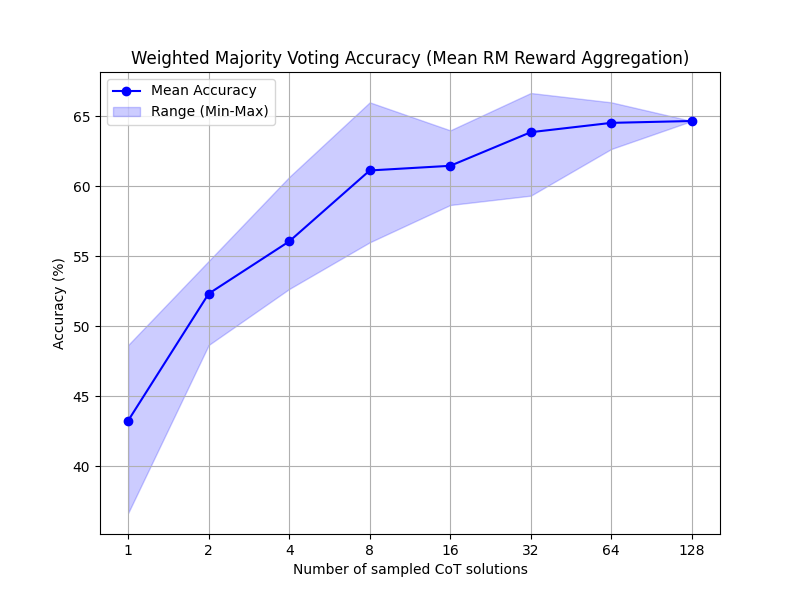 Weighted Majority Voting Accuracy (Mean RM Reward Aggregation)
Mean Accuracy
Range (Min-Max)
65
60
55
50
45
40
Accuracy (%)
1 2 4 8 16 32 64 128
Number of sampled CoT solutions